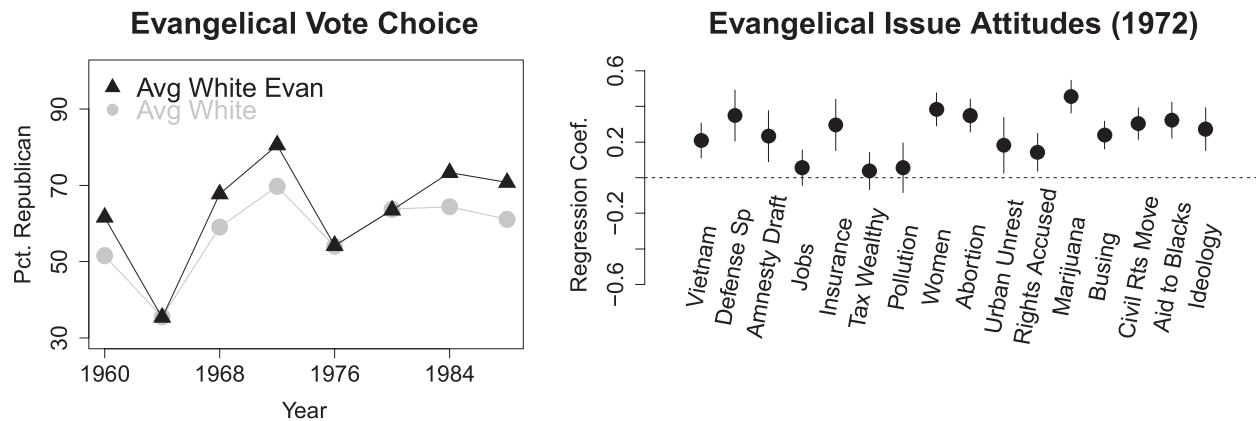 Evangelical Vote Choice
Avg White Evan
Avg White
Pct. Republican
90
70
50
30
1960
1968
1976
1984
Year
Evangelical Issue Attitudes (1972)
Regression Coef.
0.6
0.2
−0.2
−0.6
Vietnam
Defense Sp
Amnesty Draft
Jobs
Insurance
Tax Wealthy
Pollution
Women
Abortion
Urban Unrest
Rights Accused
Marijuana
Busing
Civil Rts Move
Aid to Blacks
Ideology